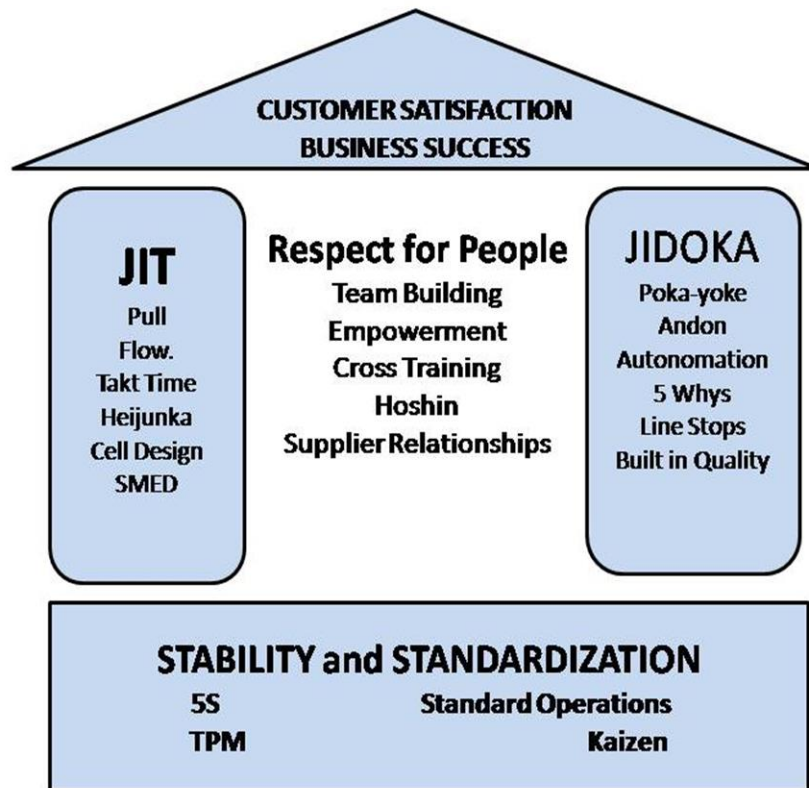 CUSTOMER SATISFACTION
BUSINESS SUCCESS
JIT
Pull
Flow.
Takt Time
Heijunka
Cell Design
SMED
Respect for People
Team Building
Empowerment
Cross Training
Hoshin
Supplier Relationships
JIDOKA
Poka-yoke
Andon
Autonomation
5 Whys
Line Stops
Built in Quality
STABILITY and STANDARDIZATION
5S Standard Operations
TPM Kaizen